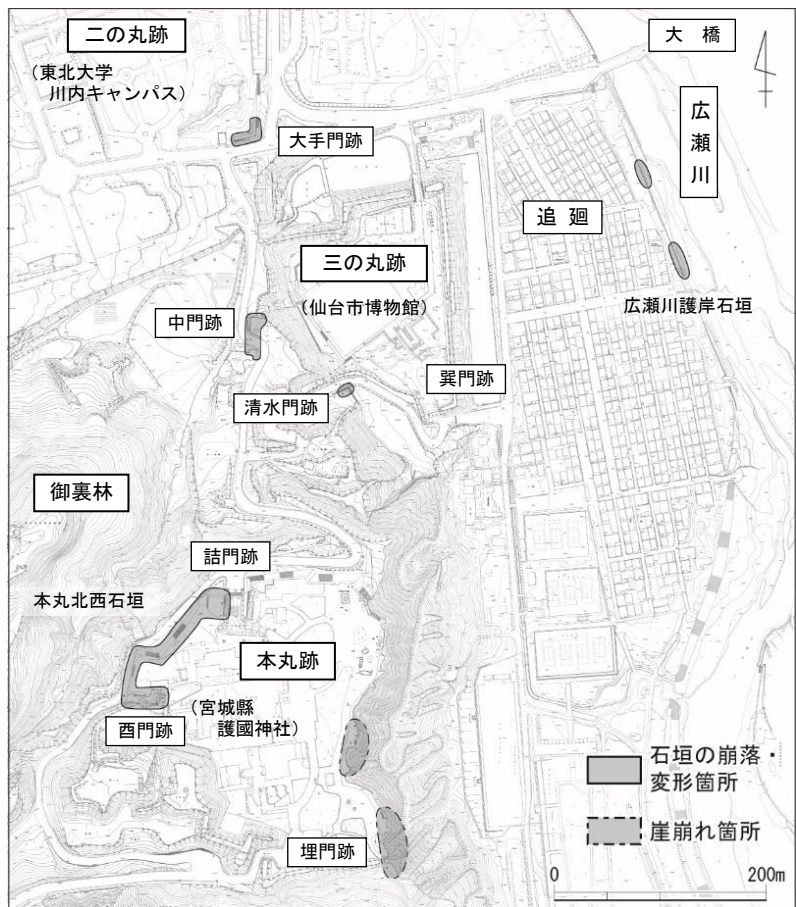 二の丸跡
(東北大学
川内キャンパス)
大 橋
広瀬川
大手門跡
追 廻
三の丸跡
(仙台市博物館)
広瀬川護岸石垣
中門跡
巽門跡
清水門跡
御裏林
詰門跡
本丸北西石垣
本丸跡
(宮城縣
護國神社)
酉門跡
石垣の崩落・
変形箇所
崖崩れ箇所
埋門跡
0 200m